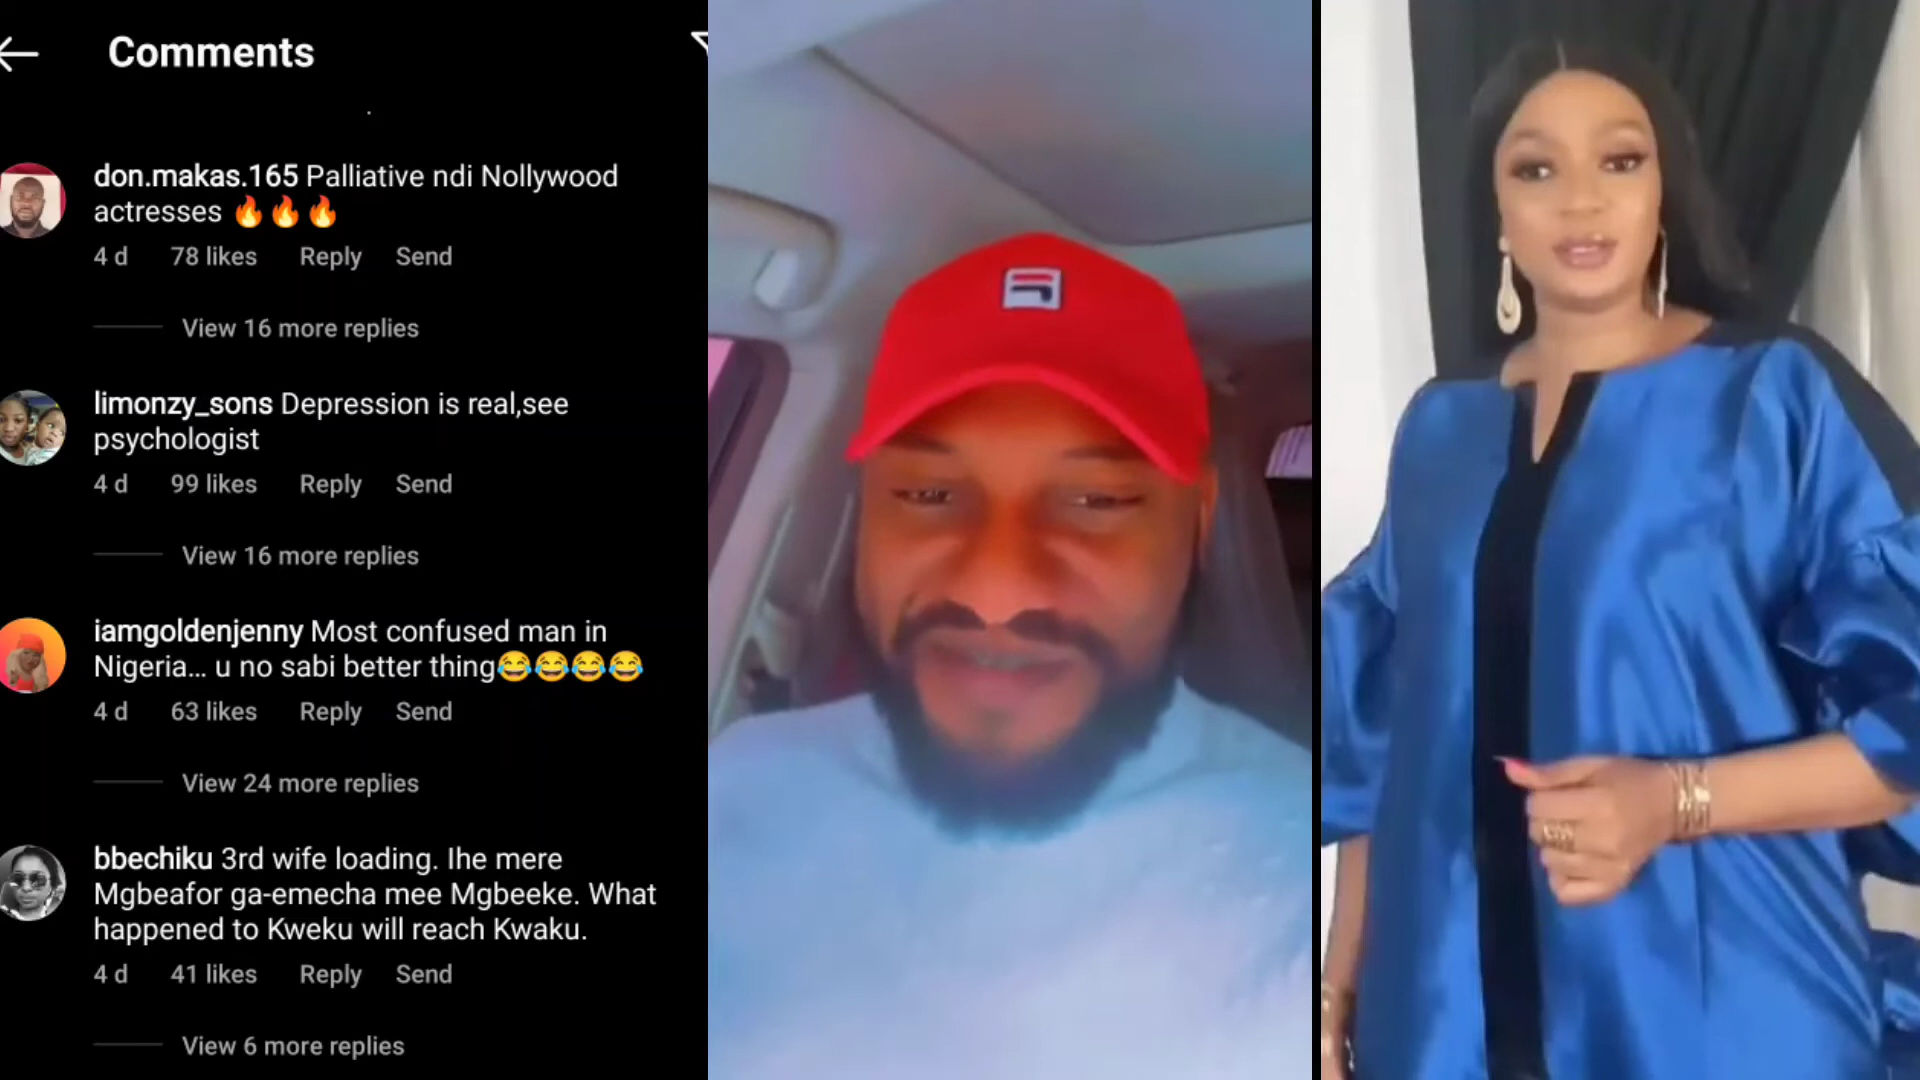 Comments
don.makas.165 Palliative ndi Nollywood
actresses 🔥🔥🔥
4 d 78 likes Reply Send
View 16 more replies
limonzy_sons Depression is real,see
psychologist
4 d 99 likes Reply Send
View 16 more replies
iamgoldenjenny Most confused man in
Nigeria... u no sabi better thing😂😂😂😂
4 d 63 likes Reply Send
View 24 more replies
bbechiku 3rd wife loading. Ihe mere
Mgbeafor ga-emecha mee Mgbeeke. What
happened to Kweku will reach Kwaku.
4 d 41 likes Reply Send
View 6 more replies